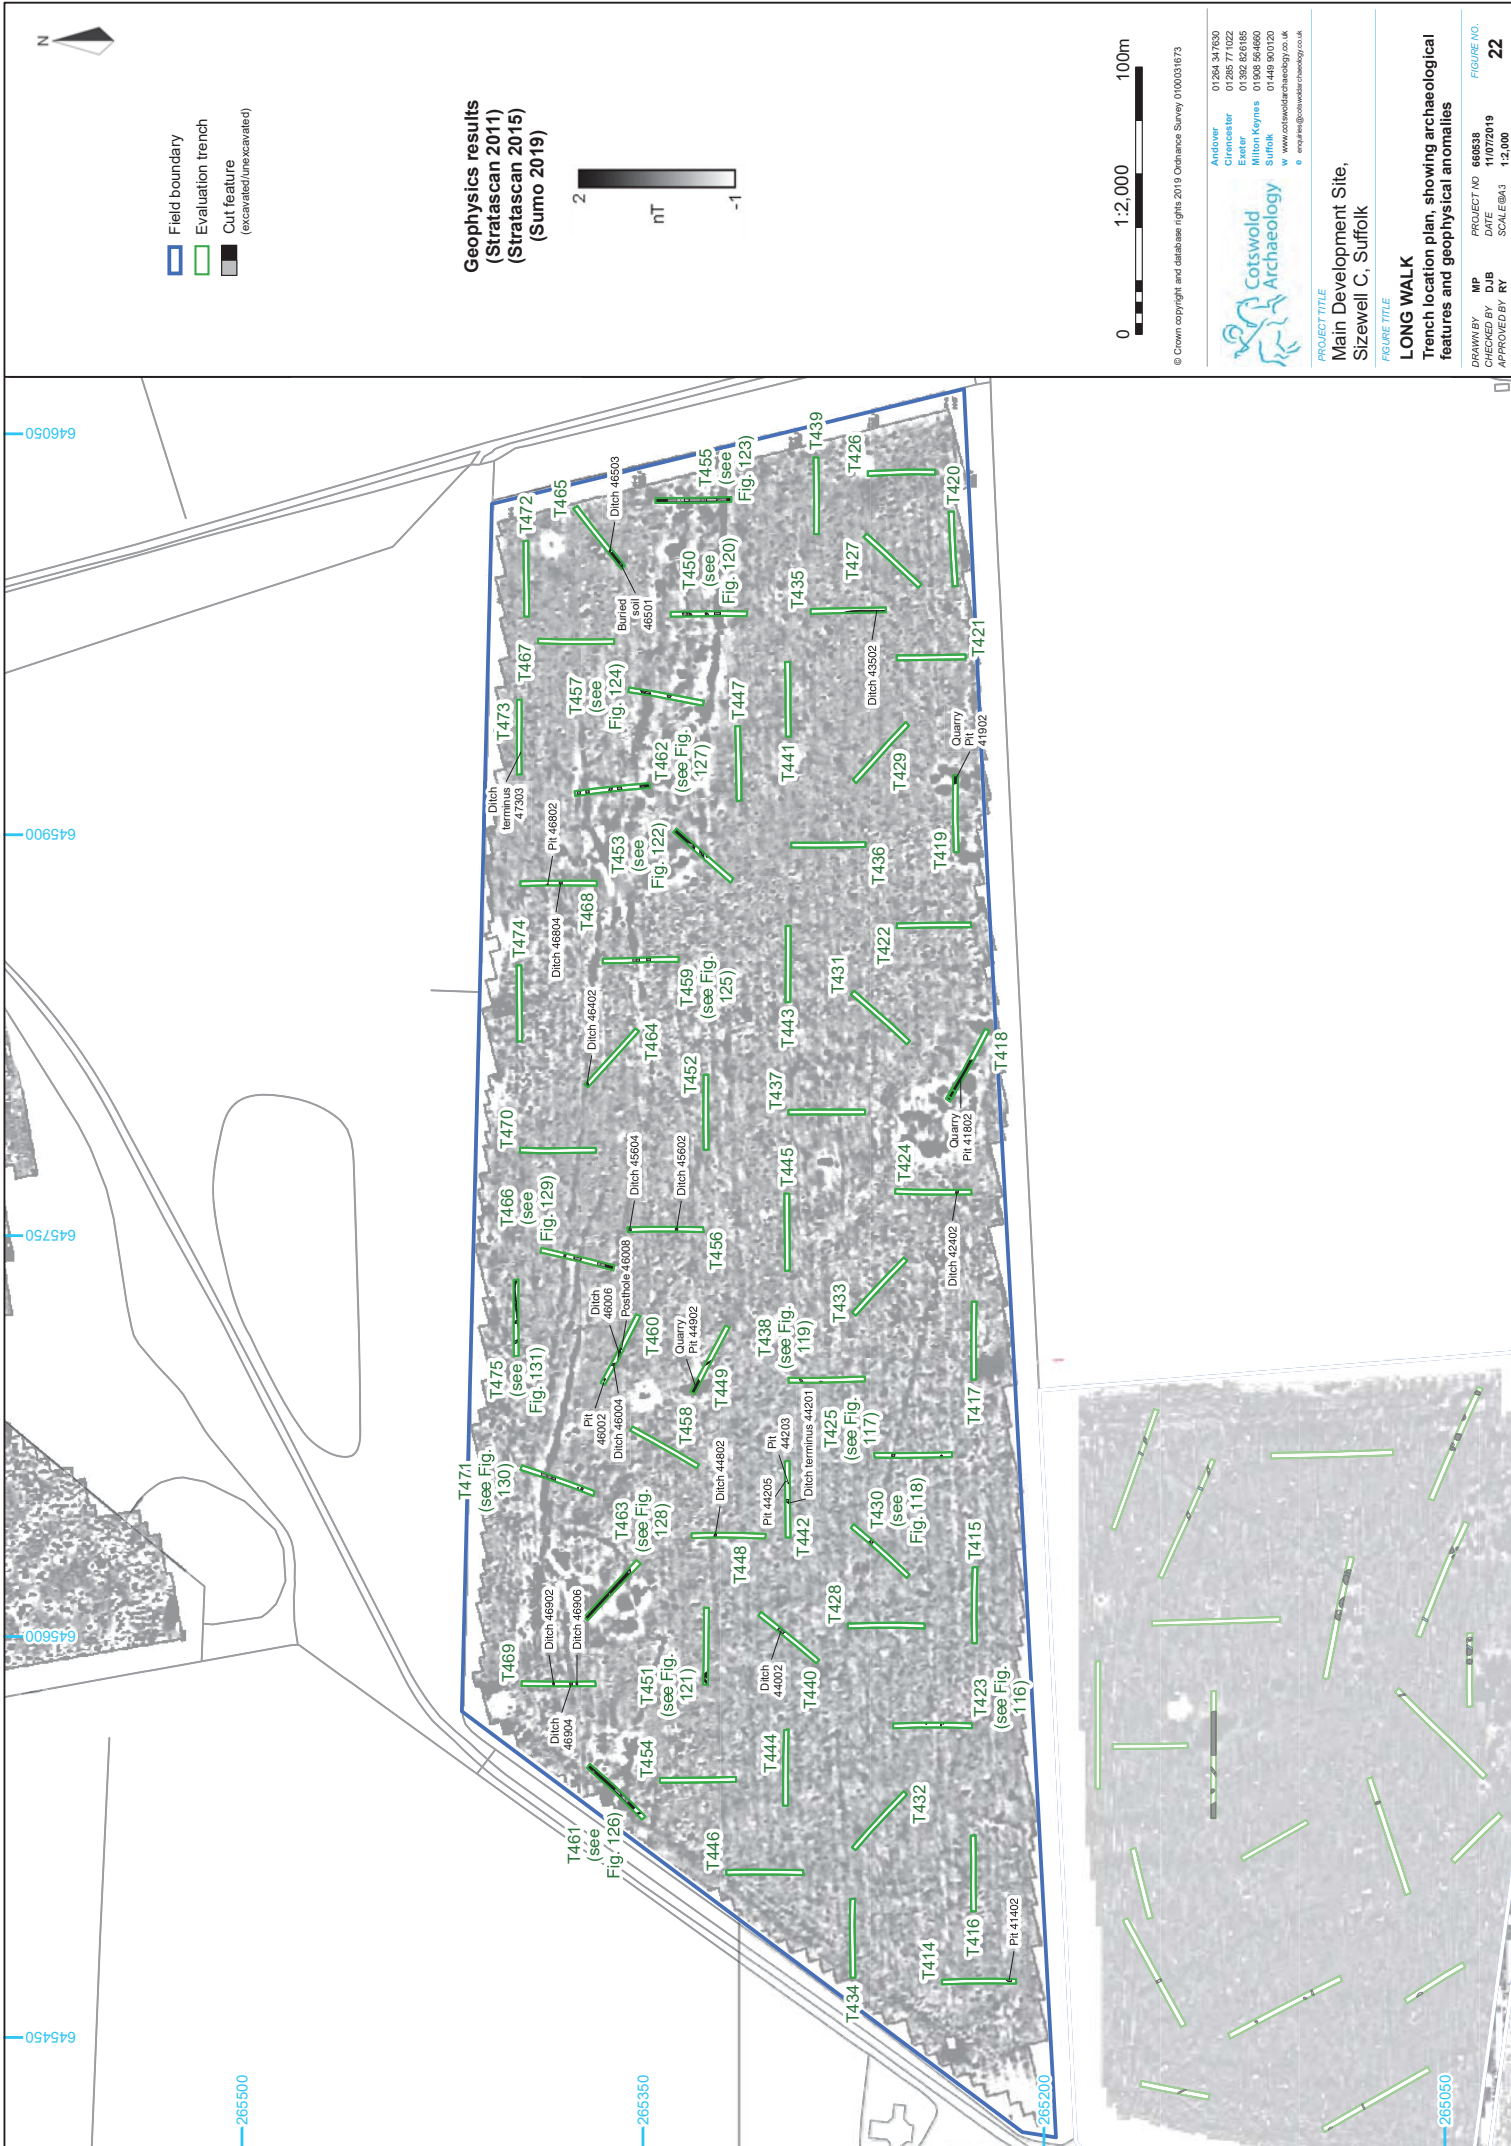 N
Field boundary
Evaluation trench
Cut feature
(excavated/unexcavated)
Geophysics results
(Stratascan 2011)
(Stratascan 2015)
(Sumo 2019)
2
nT
-1
0
1:2,000
100m
© Crown copyright and database rights 2019 Ordnance Survey 0100031673
Cotswold
Archaeology
Andover 01264 347630
Cirencester 01285 771022
Exeter 01392 826185
Milton Keynes 01908 564660
Suffolk 01449 900120
w www.cotswoldarchaeology.co.uk
e enquiries@cotswoldarchaeology.co.uk
PROJECT TITLE
Main Development Site,
Sizewell C, Suffolk
FIGURE TITLE
LONG WALK
Trench location plan, showing archaeological
features and geophysical anomalies
DRAWN BY MP
CHECKED BY DJB
APPROVED BY RY
PROJECT NO 660538
DATE 11/07/2019
SCALE@A3 1:2,000
FIGURE NO.
22
646050
645900
645750
645600
645450
265500
265350
265200
265050
T472
T465
Ditch 46503
Buried
soil
46501
T455
(see
Fig. 123)
T439
T426
T420
T467
T450
(see
Fig. 120)
T435
T427
Ditch 43502
T421
T473
Ditch
terminus
47303
T457
(see
Fig. 124)
T447
T462
(see Fig.
127)
T441
T429
Quarry
Pit
41902
T419
Pit 46802
Ditch 46804
T468
T453
(see
Fig. 122)
T436
T422
T474
T459
(see Fig.
125)
T443
T431
Ditch 46402
T464
T452
T437
T418
Quarry
Pit 41802
T470
Ditch 45604
Ditch 45602
T456
T445
T424
Ditch 42402
T466
(see
Fig. 129)
T475
(see
Fig. 131)
Ditch
46006
Posthole 46008
Pit
46002
Ditch 46004
T460
Quarry
Pit 44902
T449
T438
(see Fig.
119)
T433
T417
T471
(see Fig.
130)
T458
Ditch 44802
T448
Pit
44203
Pit 44205
Ditch terminus 44201
T442
T425
(see Fig.
117)
T430
(see
Fig. 118)
T415
T463
(see Fig.
128)
T469
Ditch 46902
Ditch 46906
Ditch
46904
T451
(see Fig.
121)
Ditch
44002
T440
T428
T423
(see Fig.
116)
T461
(see
Fig. 126)
T454
T444
T432
T446
T434
T414
T416
Pit 41402